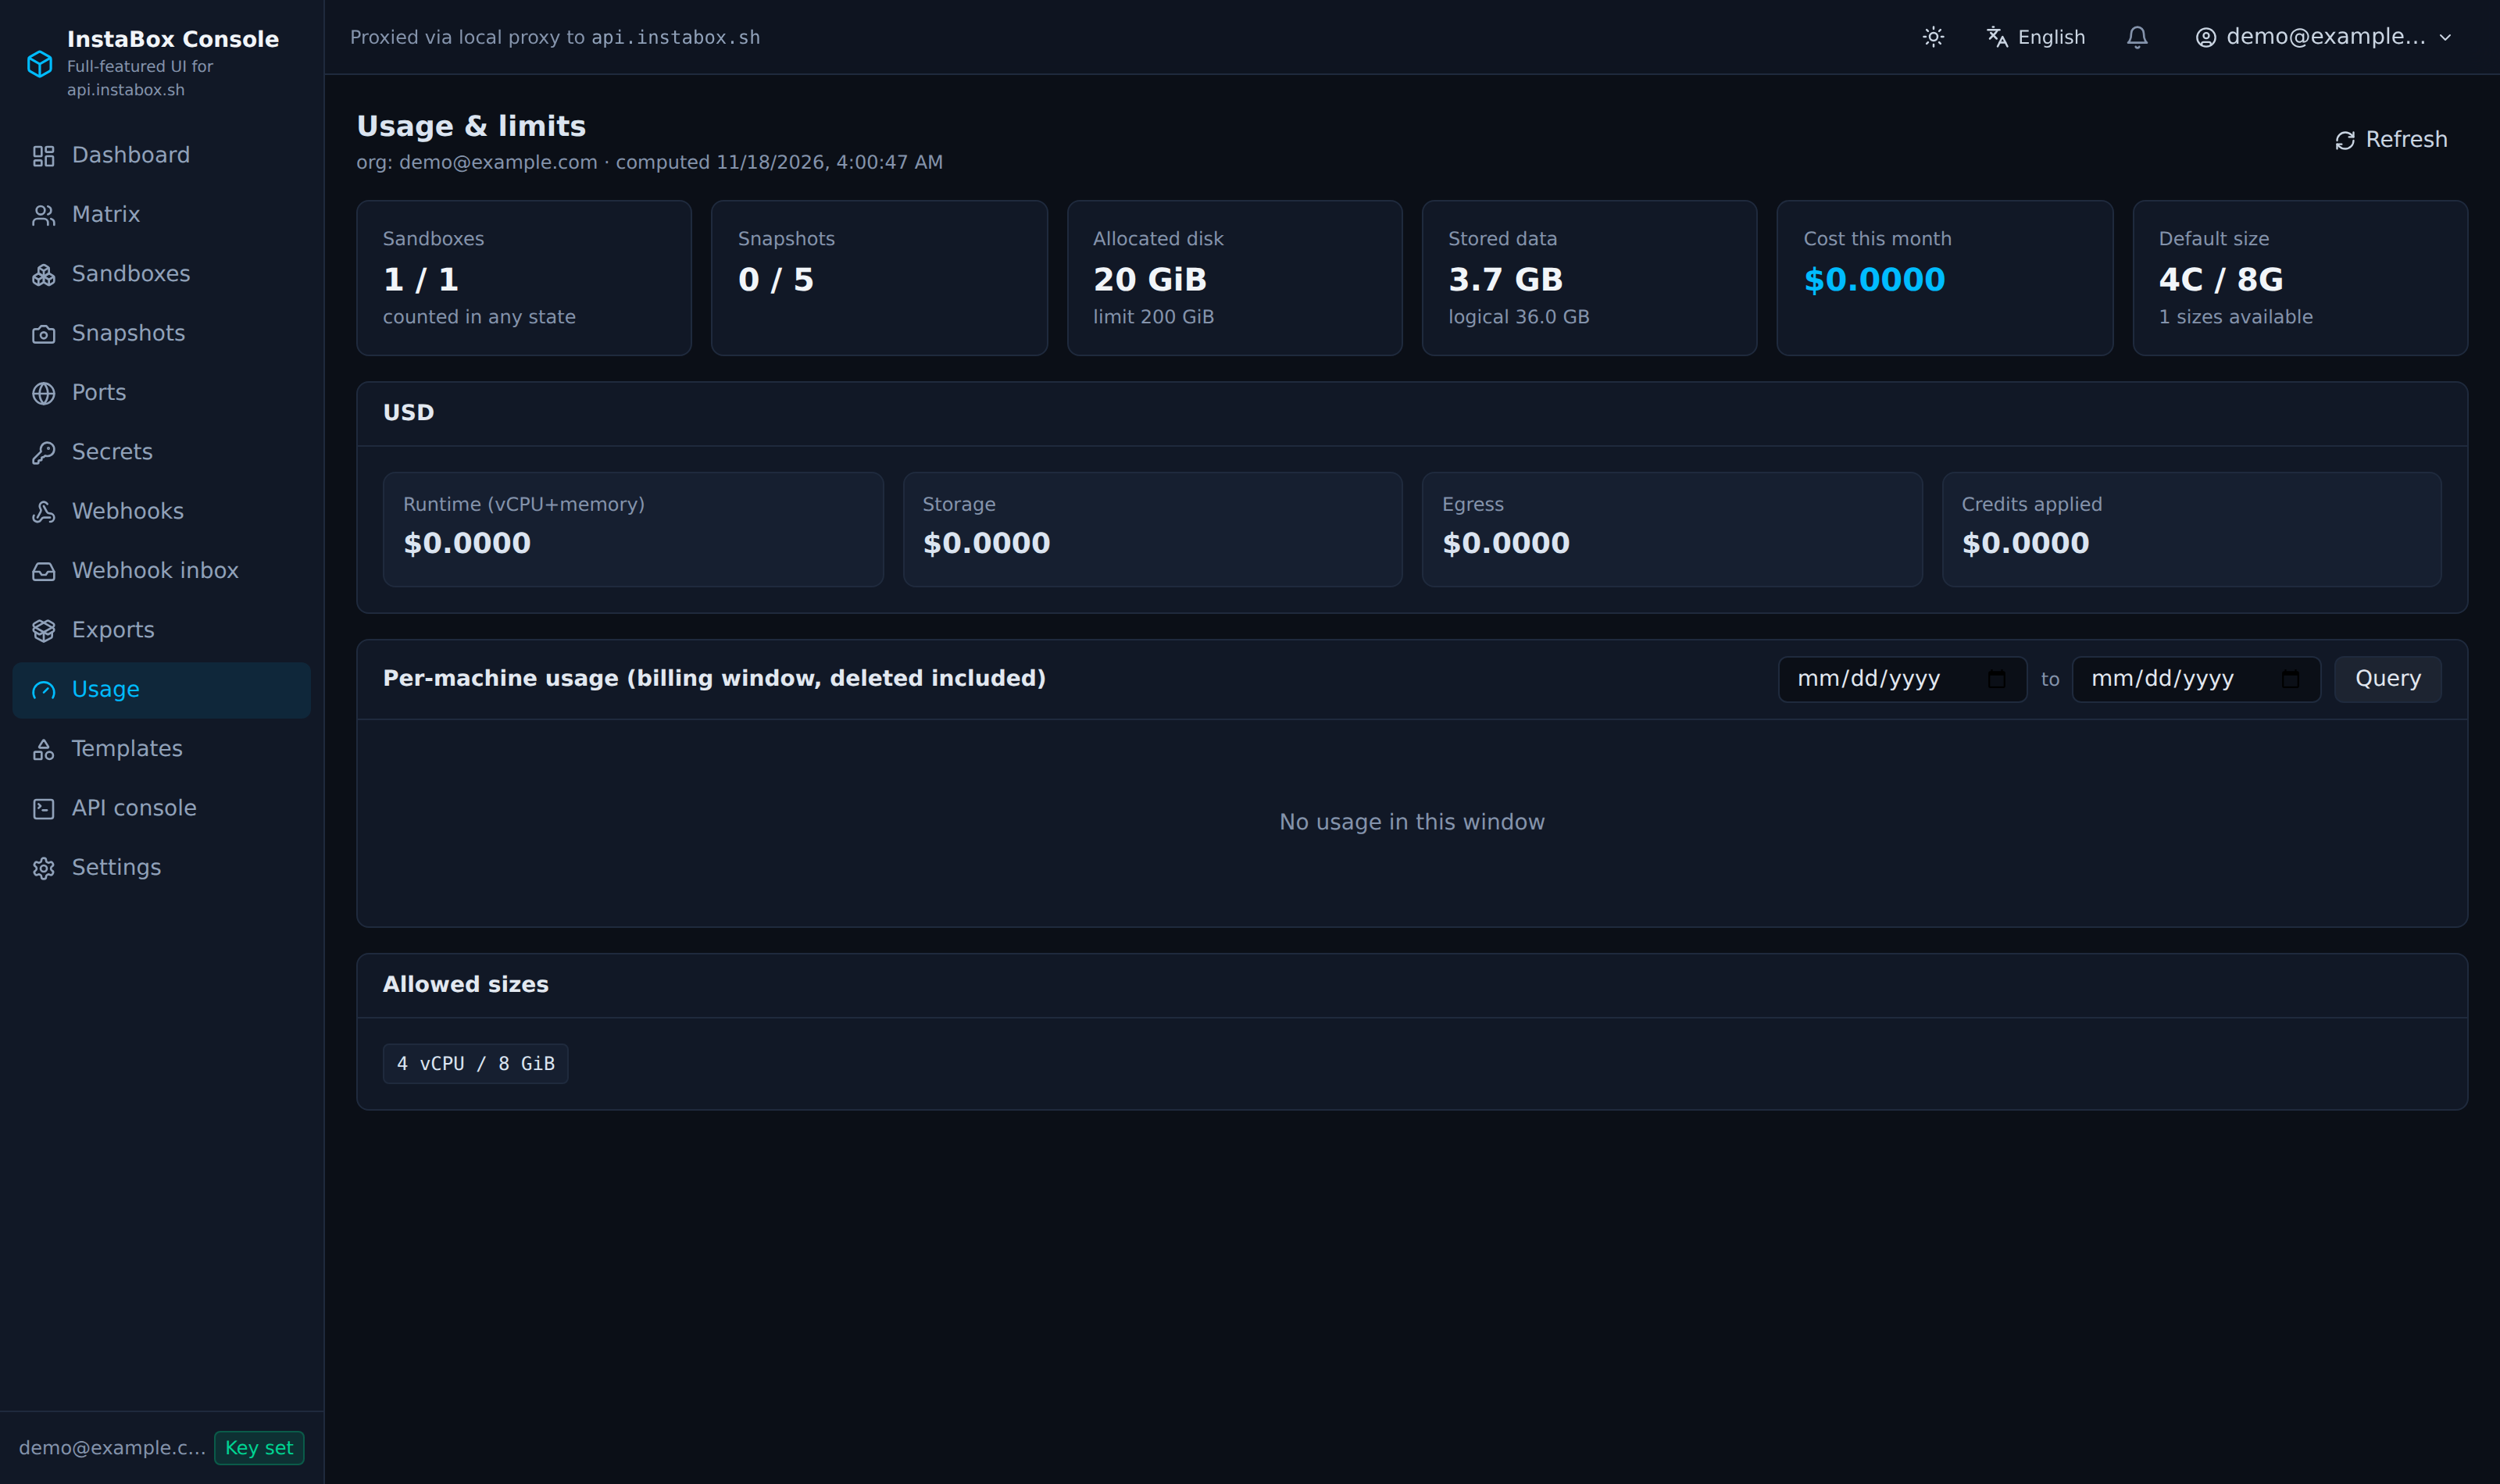 InstaBox Console
Full-featured UI for
api.instabox.sh
Dashboard
Matrix
Sandboxes
Snapshots
Ports
Secrets
Webhooks
Webhook inbox
Exports
Usage
Templates
API console
Settings
demo@example.c... Key set
Proxied via local proxy to api.instabox.sh
English
demo@example...
Usage & limits
org: demo@example.com · computed 11/18/2026, 4:00:47 AM
Refresh
Sandboxes
1 / 1
counted in any state
Snapshots
0 / 5
Allocated disk
20 GiB
limit 200 GiB
Stored data
3.7 GB
logical 36.0 GB
Cost this month
$0.0000
Default size
4C / 8G
1 sizes available
USD
Runtime (vCPU+memory)
$0.0000
Storage
$0.0000
Egress
$0.0000
Credits applied
$0.0000
Per-machine usage (billing window, deleted included)
mm/dd/yyyy to mm/dd/yyyy Query
No usage in this window
Allowed sizes
4 vCPU / 8 GiB